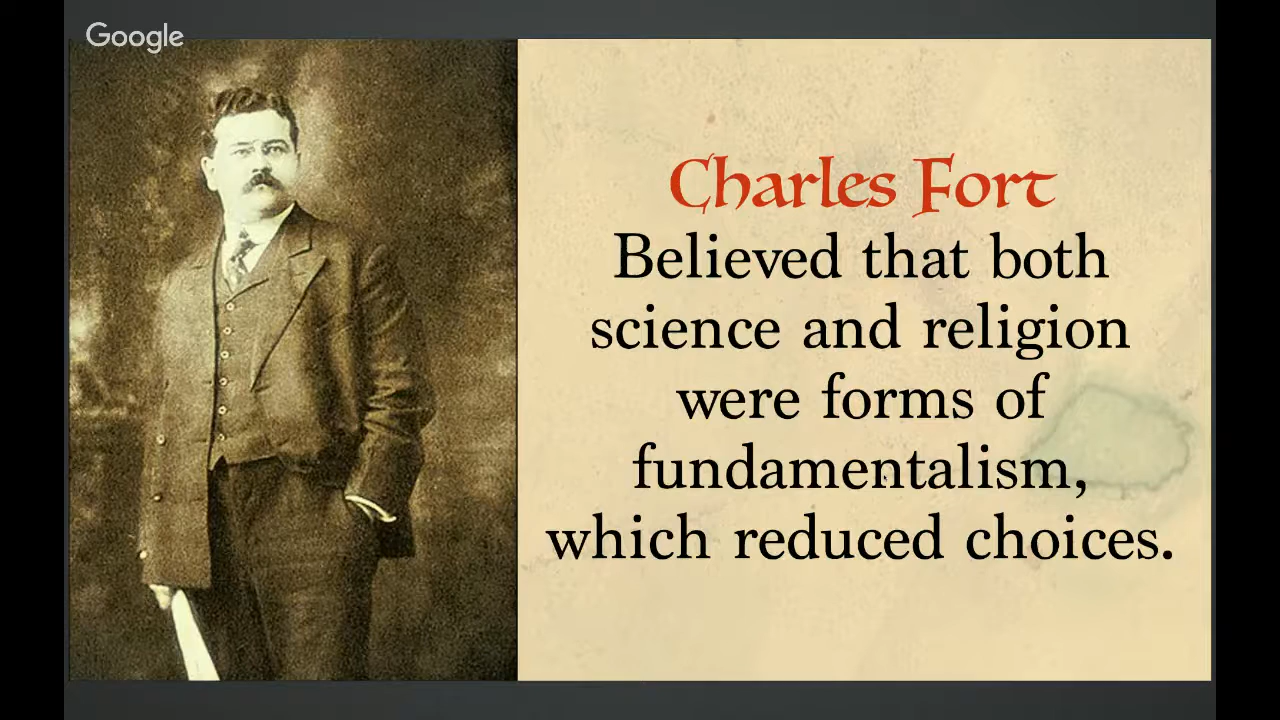 Google
Charles Fort
Believed that both
science and religion
were forms of
fundamentalism,
which reduced choices.